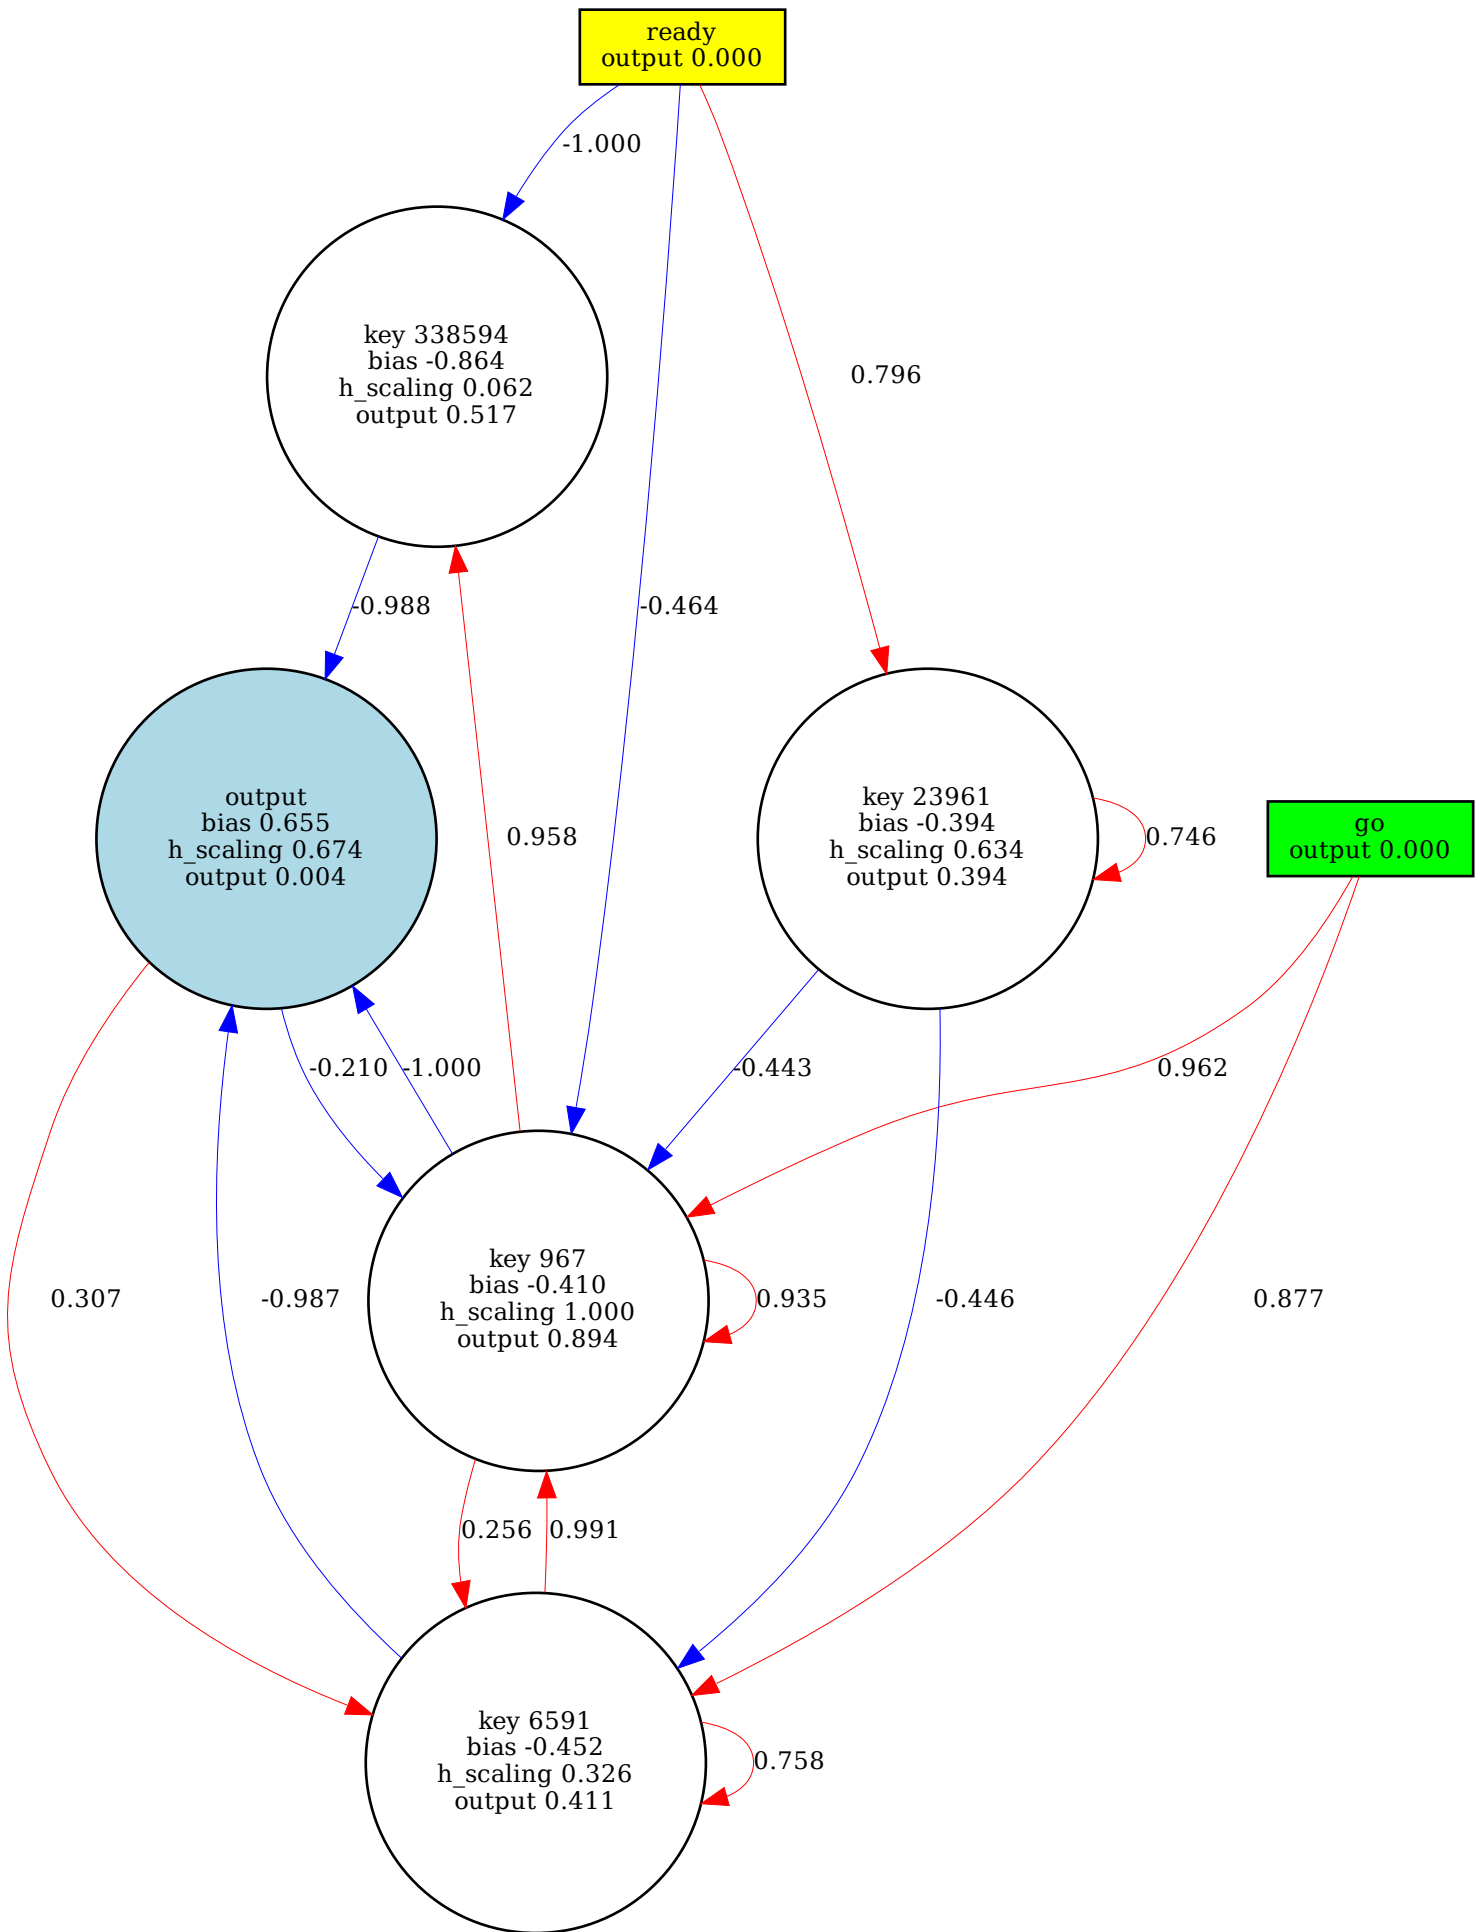 ready
output 0.000
-1.000
key 338594
bias -0.864
h_scaling 0.062
output 0.517
0.796
-0.988
-0.464
output
bias 0.655
h_scaling 0.674
output 0.004
0.958
key 23961
bias -0.394
h_scaling 0.634
output 0.394
0.746
go
output 0.000
-0.210
-1.000
-0.443
0.962
0.307
-0.987
key 967
bias -0.410
h_scaling 1.000
output 0.894
0.935
-0.446
0.877
0.256
0.991
key 6591
bias -0.452
h_scaling 0.326
output 0.411
0.758